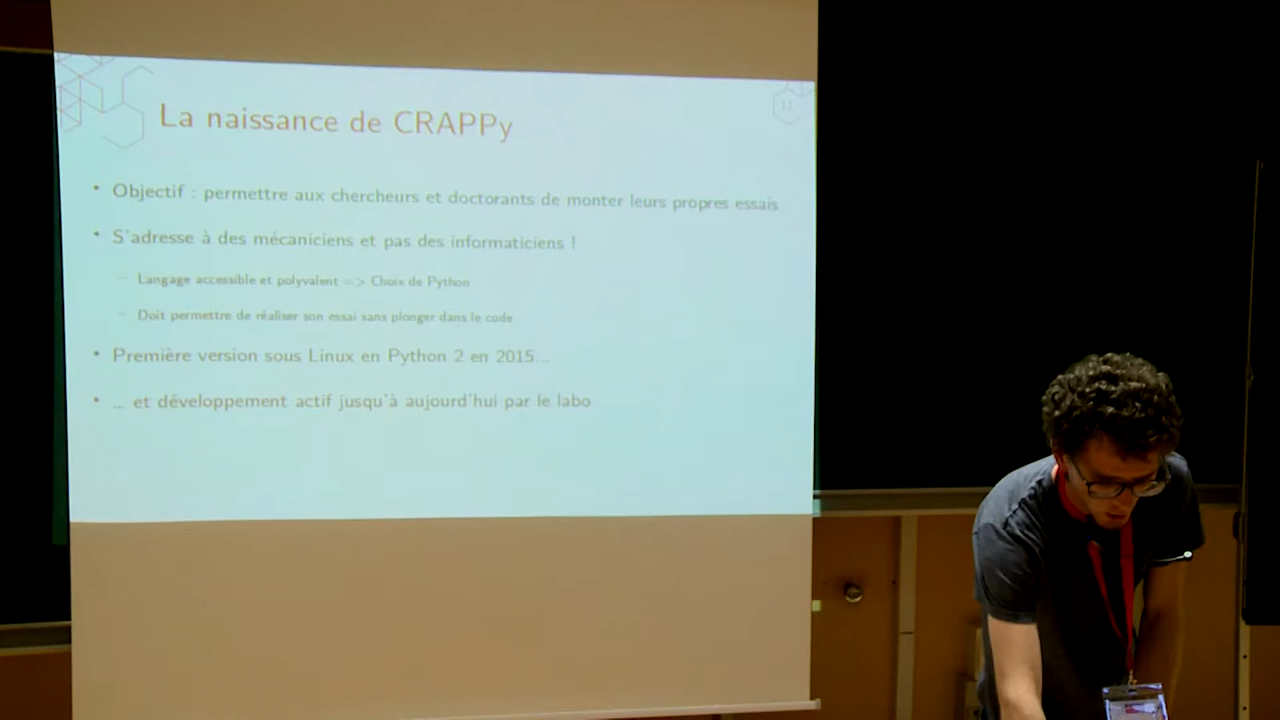 La naissance de CRAPPy
11
• Objectif : permettre aux chercheurs et doctorants de monter leurs propres essais
• S'adresse à des mécaniciens et pas des informaticiens !
– Langage accessible et polyvalent => Choix de Python
– Doit permettre de réaliser son essai sans plonger dans le code
• Première version sous Linux en Python 2 en 2015...
• ... et développement actif jusqu'à aujourd'hui par le labo